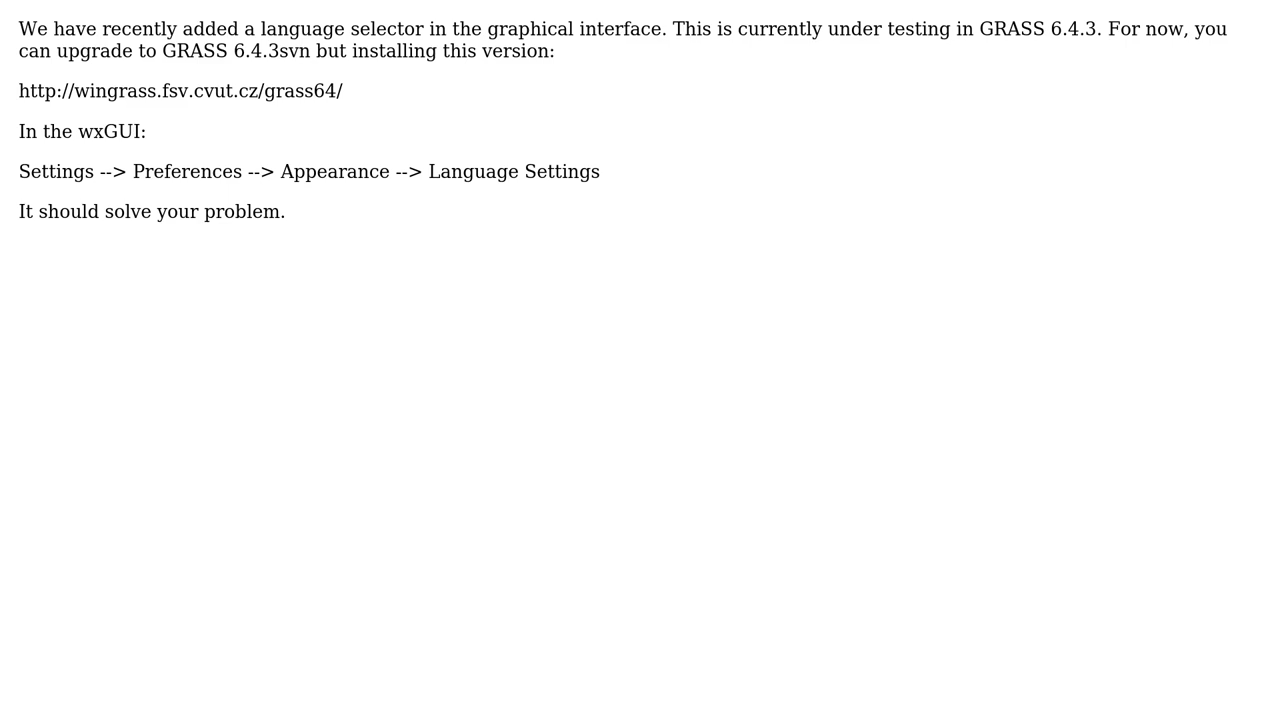 We have recently added a language selector in the graphical interface. This is currently under testing in GRASS 6.4.3. For now, you
can upgrade to GRASS 6.4.3svn but installing this version:
http://wingrass.fsv.cvut.cz/grass64/
In the wxGUI:
Settings --> Preferences --> Appearance --> Language Settings
It should solve your problem.